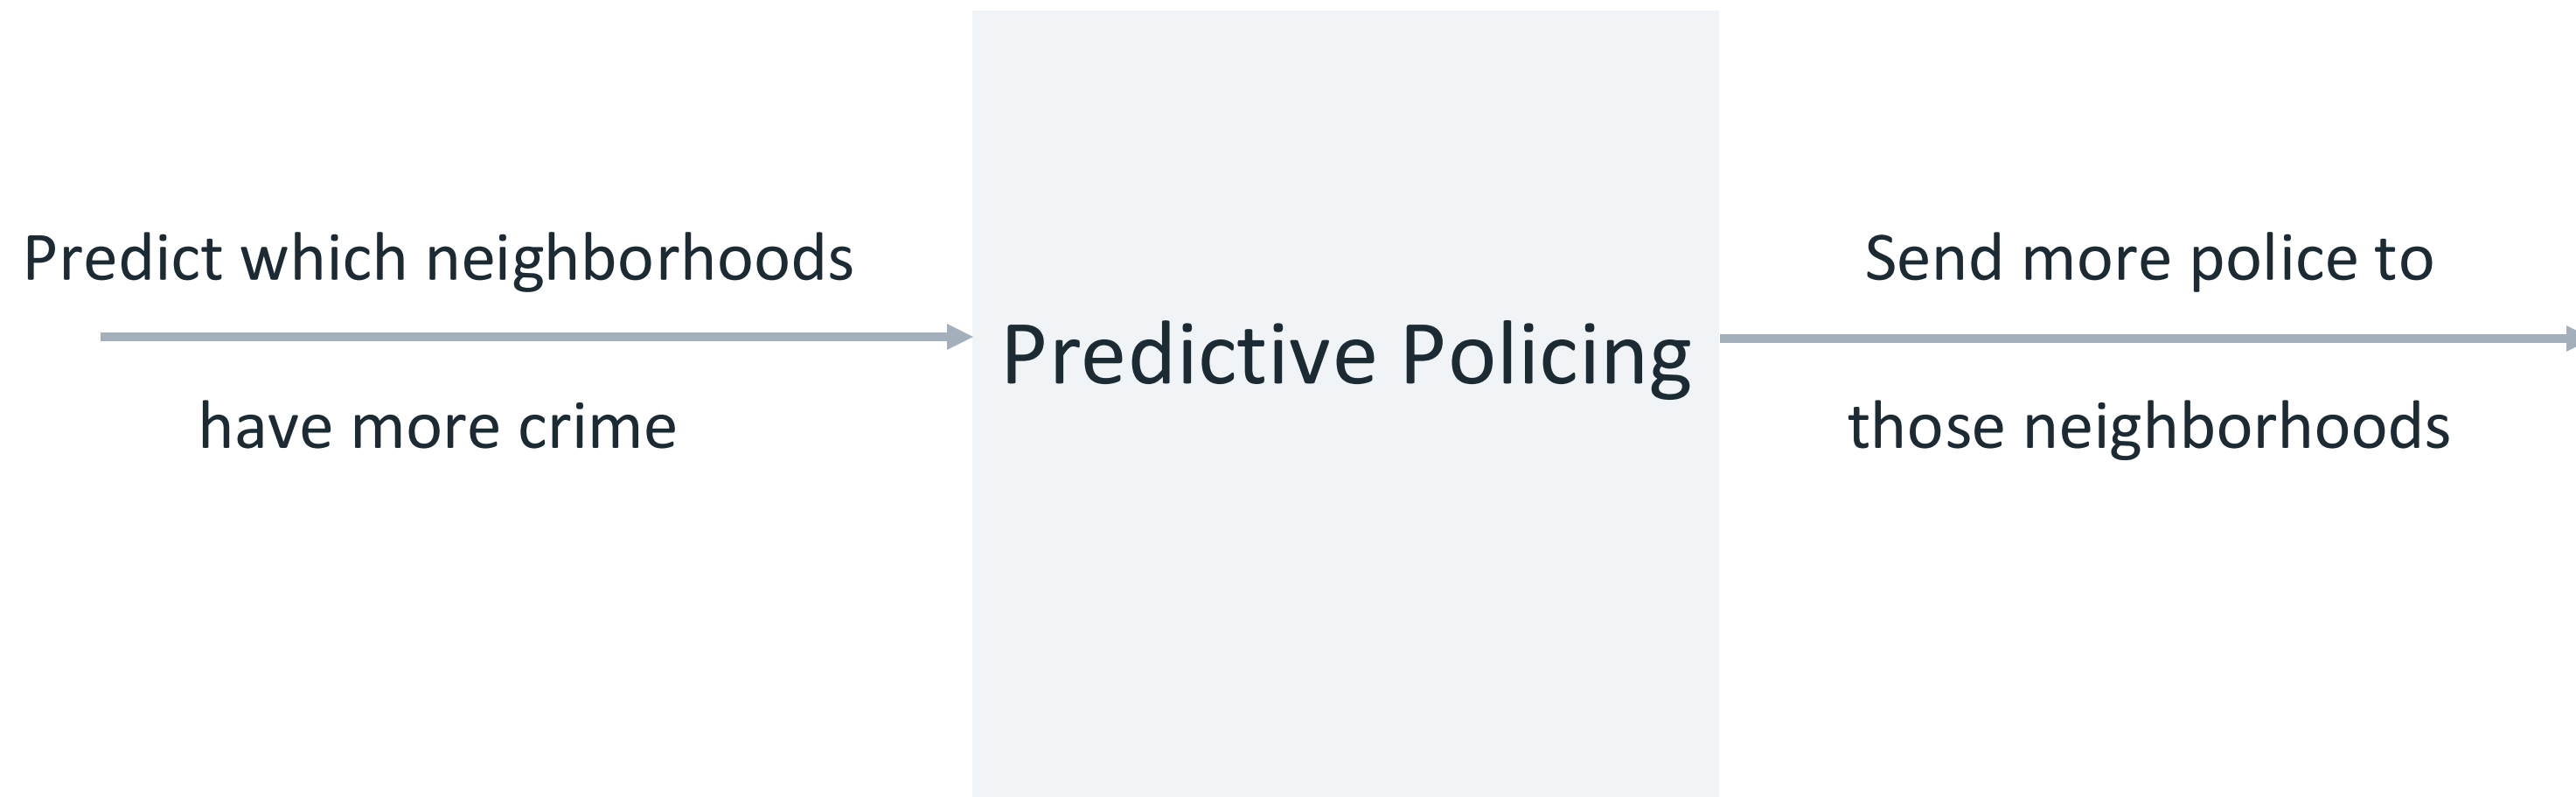 Predict which neighborhoods
have more crime
Predictive Policing
Send more police to
those neighborhoods